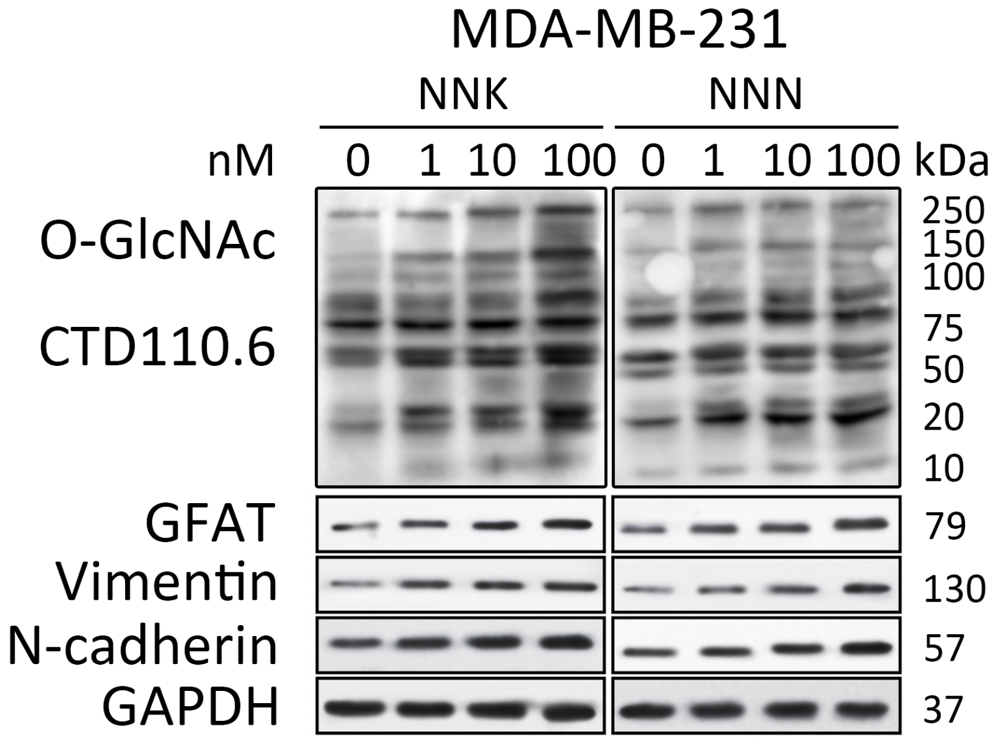 MDA-MB-231
NNK NNN
nM 0 1 10 100 0 1 10 100 kDa
250
O-GlcNAc 150
100
CTD110.6 75
50
20
10
GFAT 79
Vimentin 130
N-cadherin 57
GAPDH 37